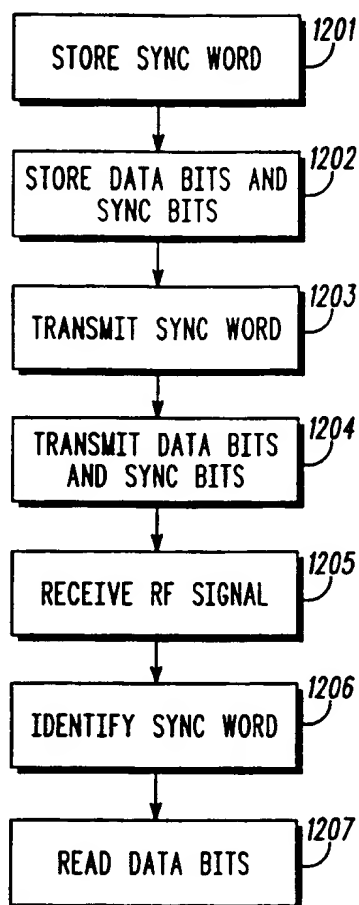 1201
STORE SYNC WORD
1202
STORE DATA BITS AND
SYNC BITS
1203
TRANSMIT SYNC WORD
1204
TRANSMIT DATA BITS
AND SYNC BITS
1205
RECEIVE RF SIGNAL
1206
IDENTIFY SYNC WORD
1207
READ DATA BITS